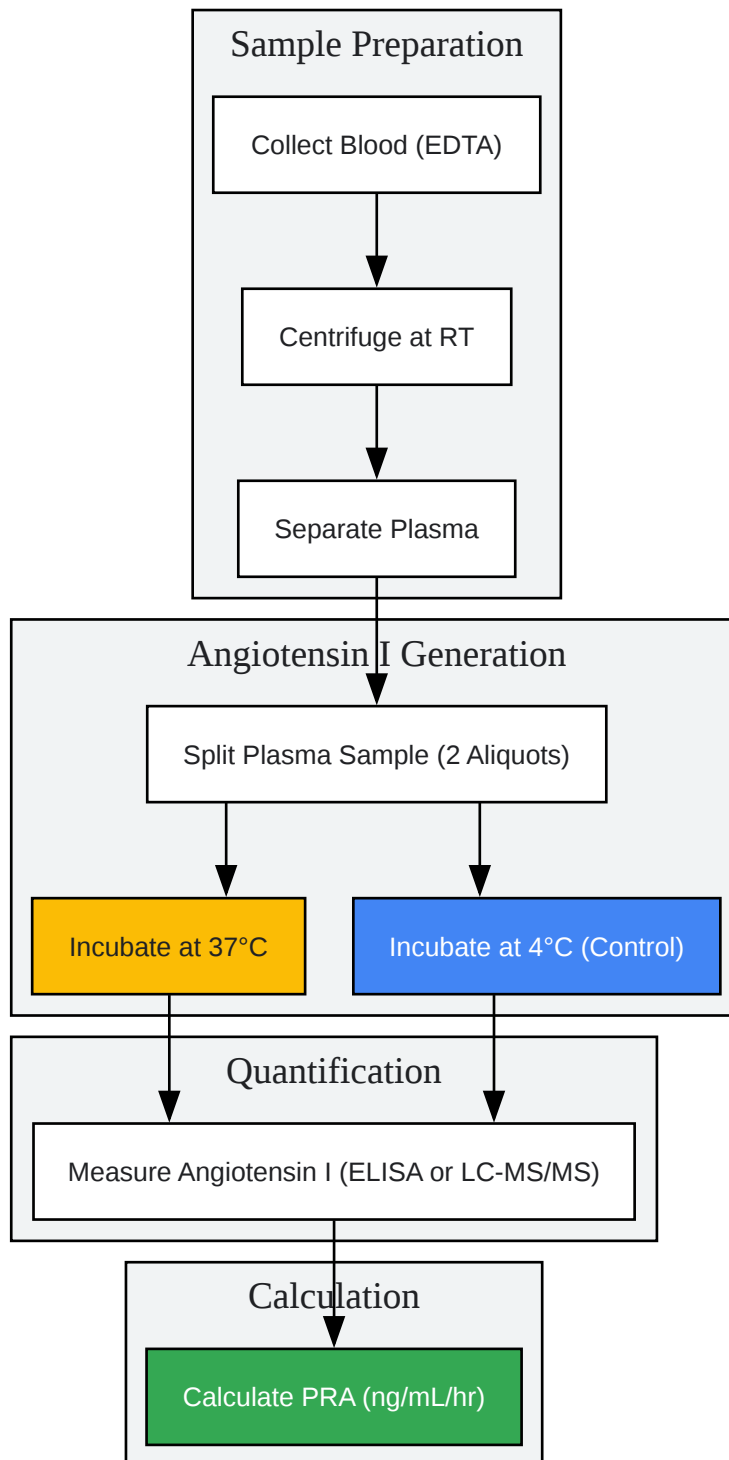 Sample Preparation
Collect Blood (EDTA)
Centrifuge at RT
Separate Plasma
Angiotensin I Generation
Split Plasma Sample (2 Aliquots)
Incubate at 37°C
Incubate at 4°C (Control)
Quantification
Measure Angiotensin I (ELISA or LC-MS/MS)
Calculation
Calculate PRA (ng/mL/hr)